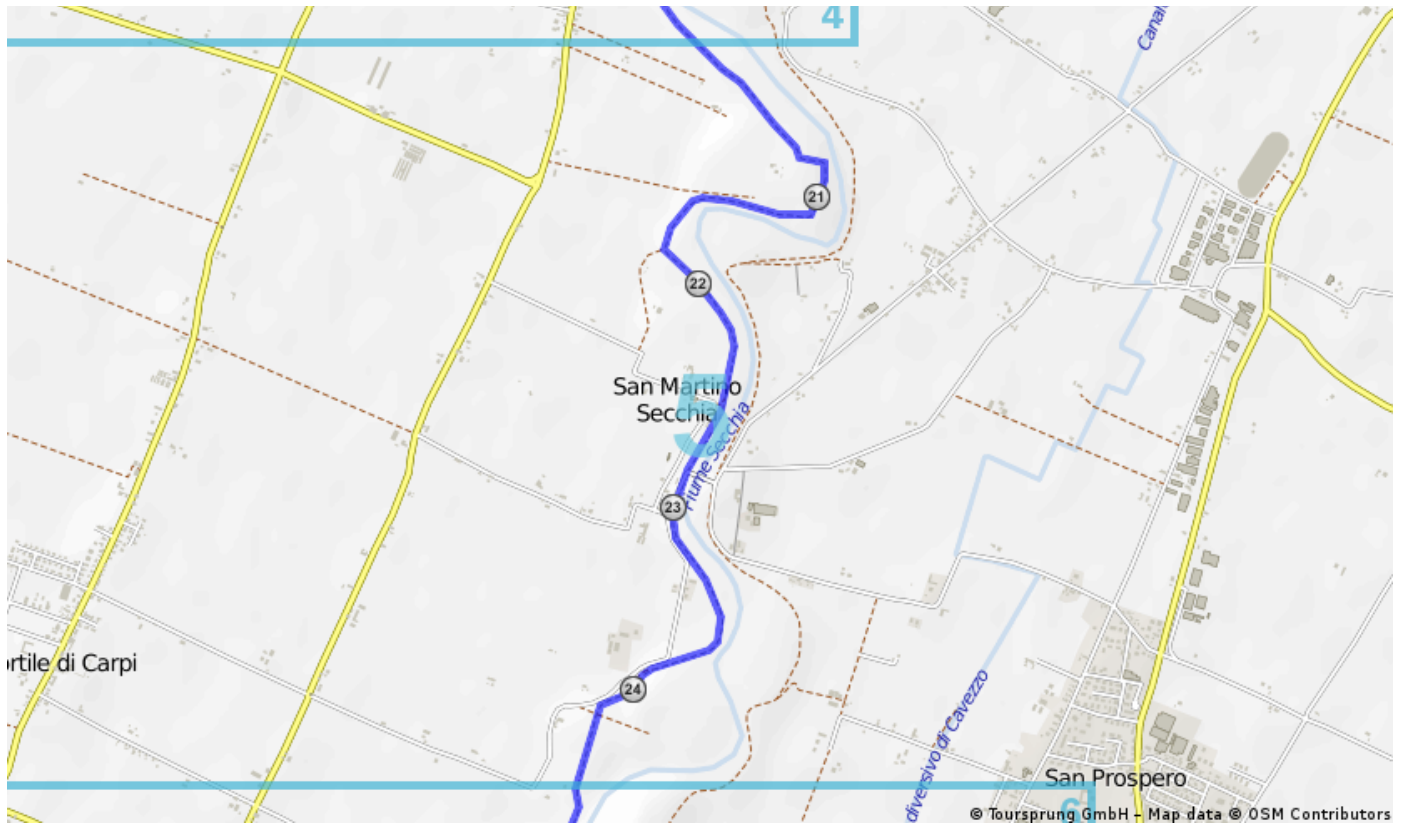 4
Canal
21
22
San Martino
Secchia
5
Fiume Secchia
23
ortile di Carpi
24
diversivo di Cavezzo
San Prospero
6
© Toursprung GmbH – Map data © OSM Contributors